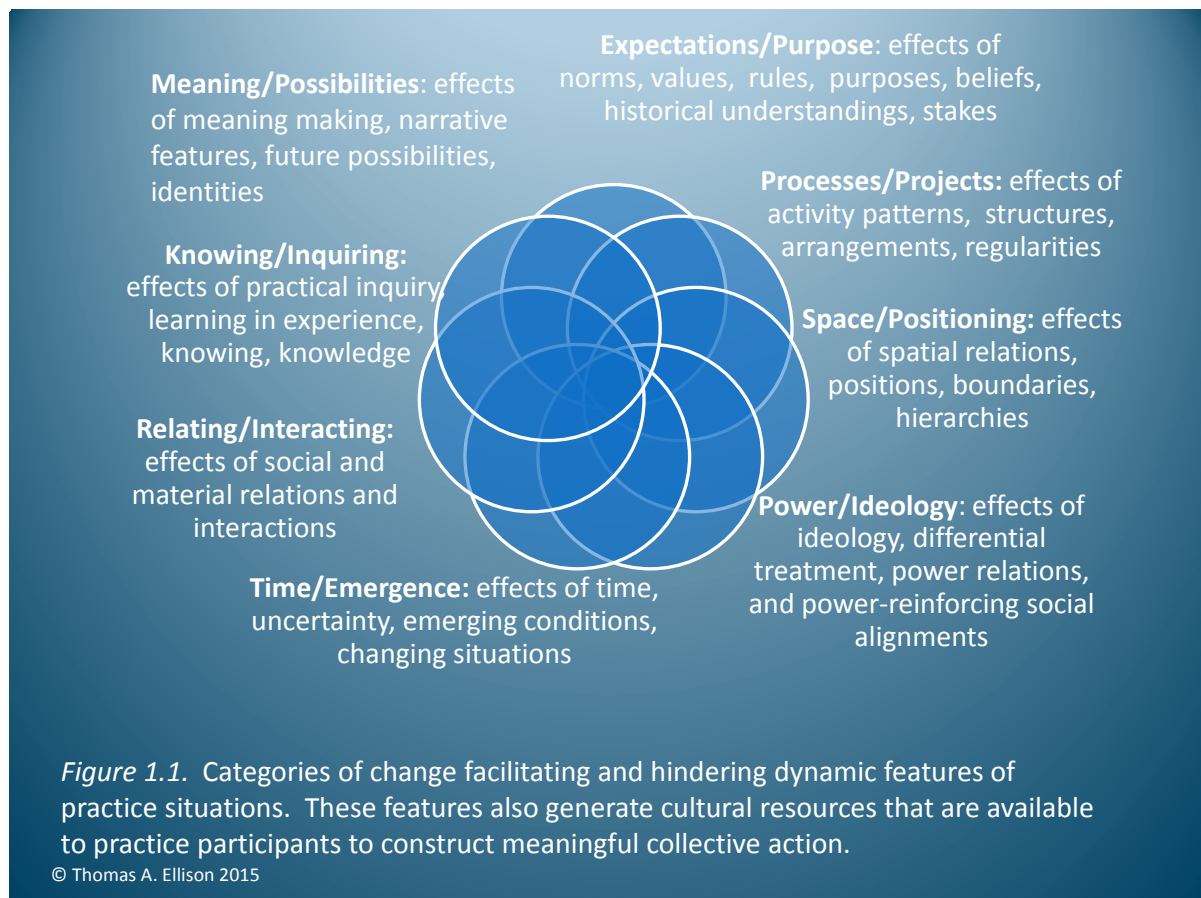 Expectations/Purpose: effects of
norms, values, rules, purposes, beliefs,
historical understandings, stakes
Meaning/Possibilities: effects
of meaning making, narrative
features, future possibilities,
identities
Processes/Projects: effects of
activity patterns, structures,
arrangements, regularities
Knowing/Inquiring:
effects of practical inquiry,
learning in experience,
knowing, knowledge
Space/Positioning: effects
of spatial relations,
positions, boundaries,
hierarchies
Relating/Interacting:
effects of social and
material relations and
interactions
Power/Ideology: effects of
ideology, differential
treatment, power relations,
and power-reinforcing social
alignments
Time/Emergence: effects of time,
uncertainty, emerging conditions,
changing situations
Figure 1.1. Categories of change facilitating and hindering dynamic features of
practice situations. These features also generate cultural resources that are available
to practice participants to construct meaningful collective action.
© Thomas A. Ellison 2015